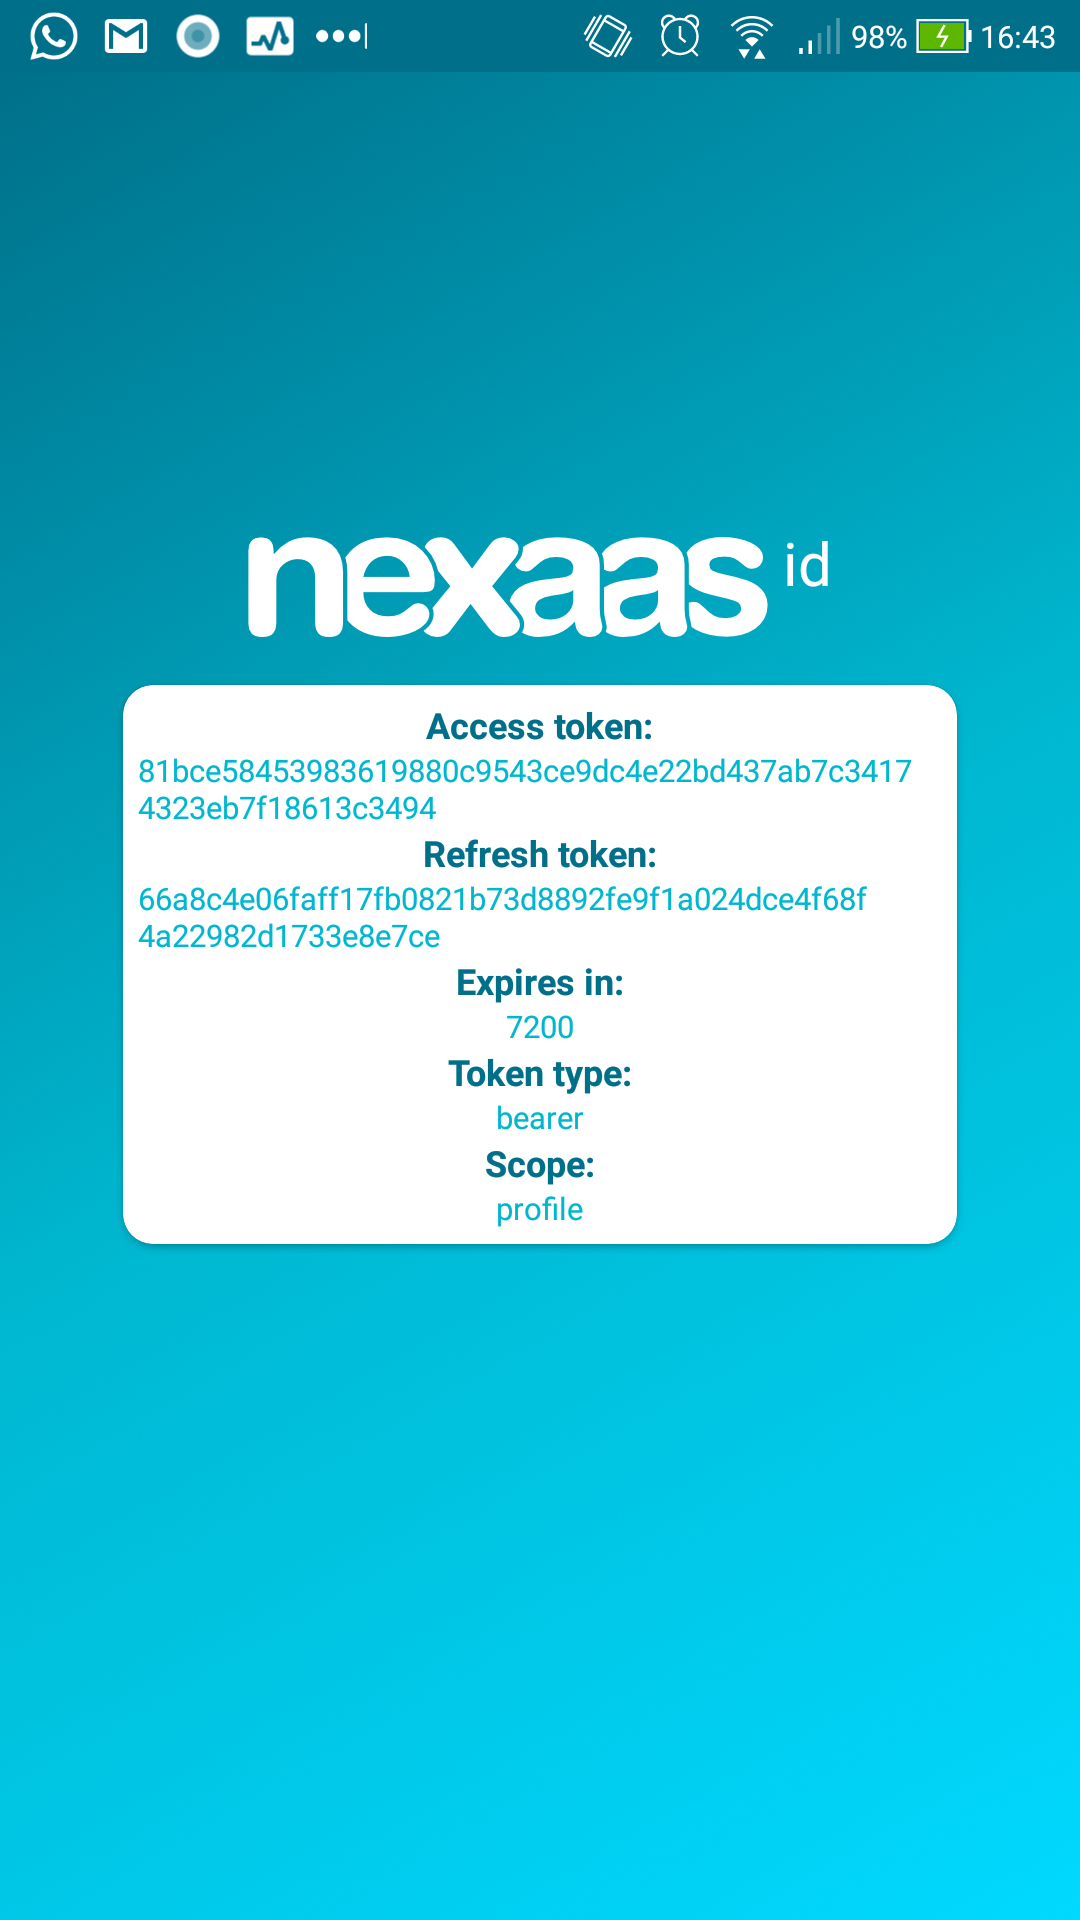 98% 16:43
nexaas id
Access token:
81bce58453983619880c9543ce9dc4e22bd437ab7c3417
4323eb7f18613c3494
Refresh token:
66a8c4e06faff17fb0821b73d8892fe9f1a024dce4f68f
4a22982d1733e8e7ce
Expires in:
7200
Token type:
bearer
Scope:
profile